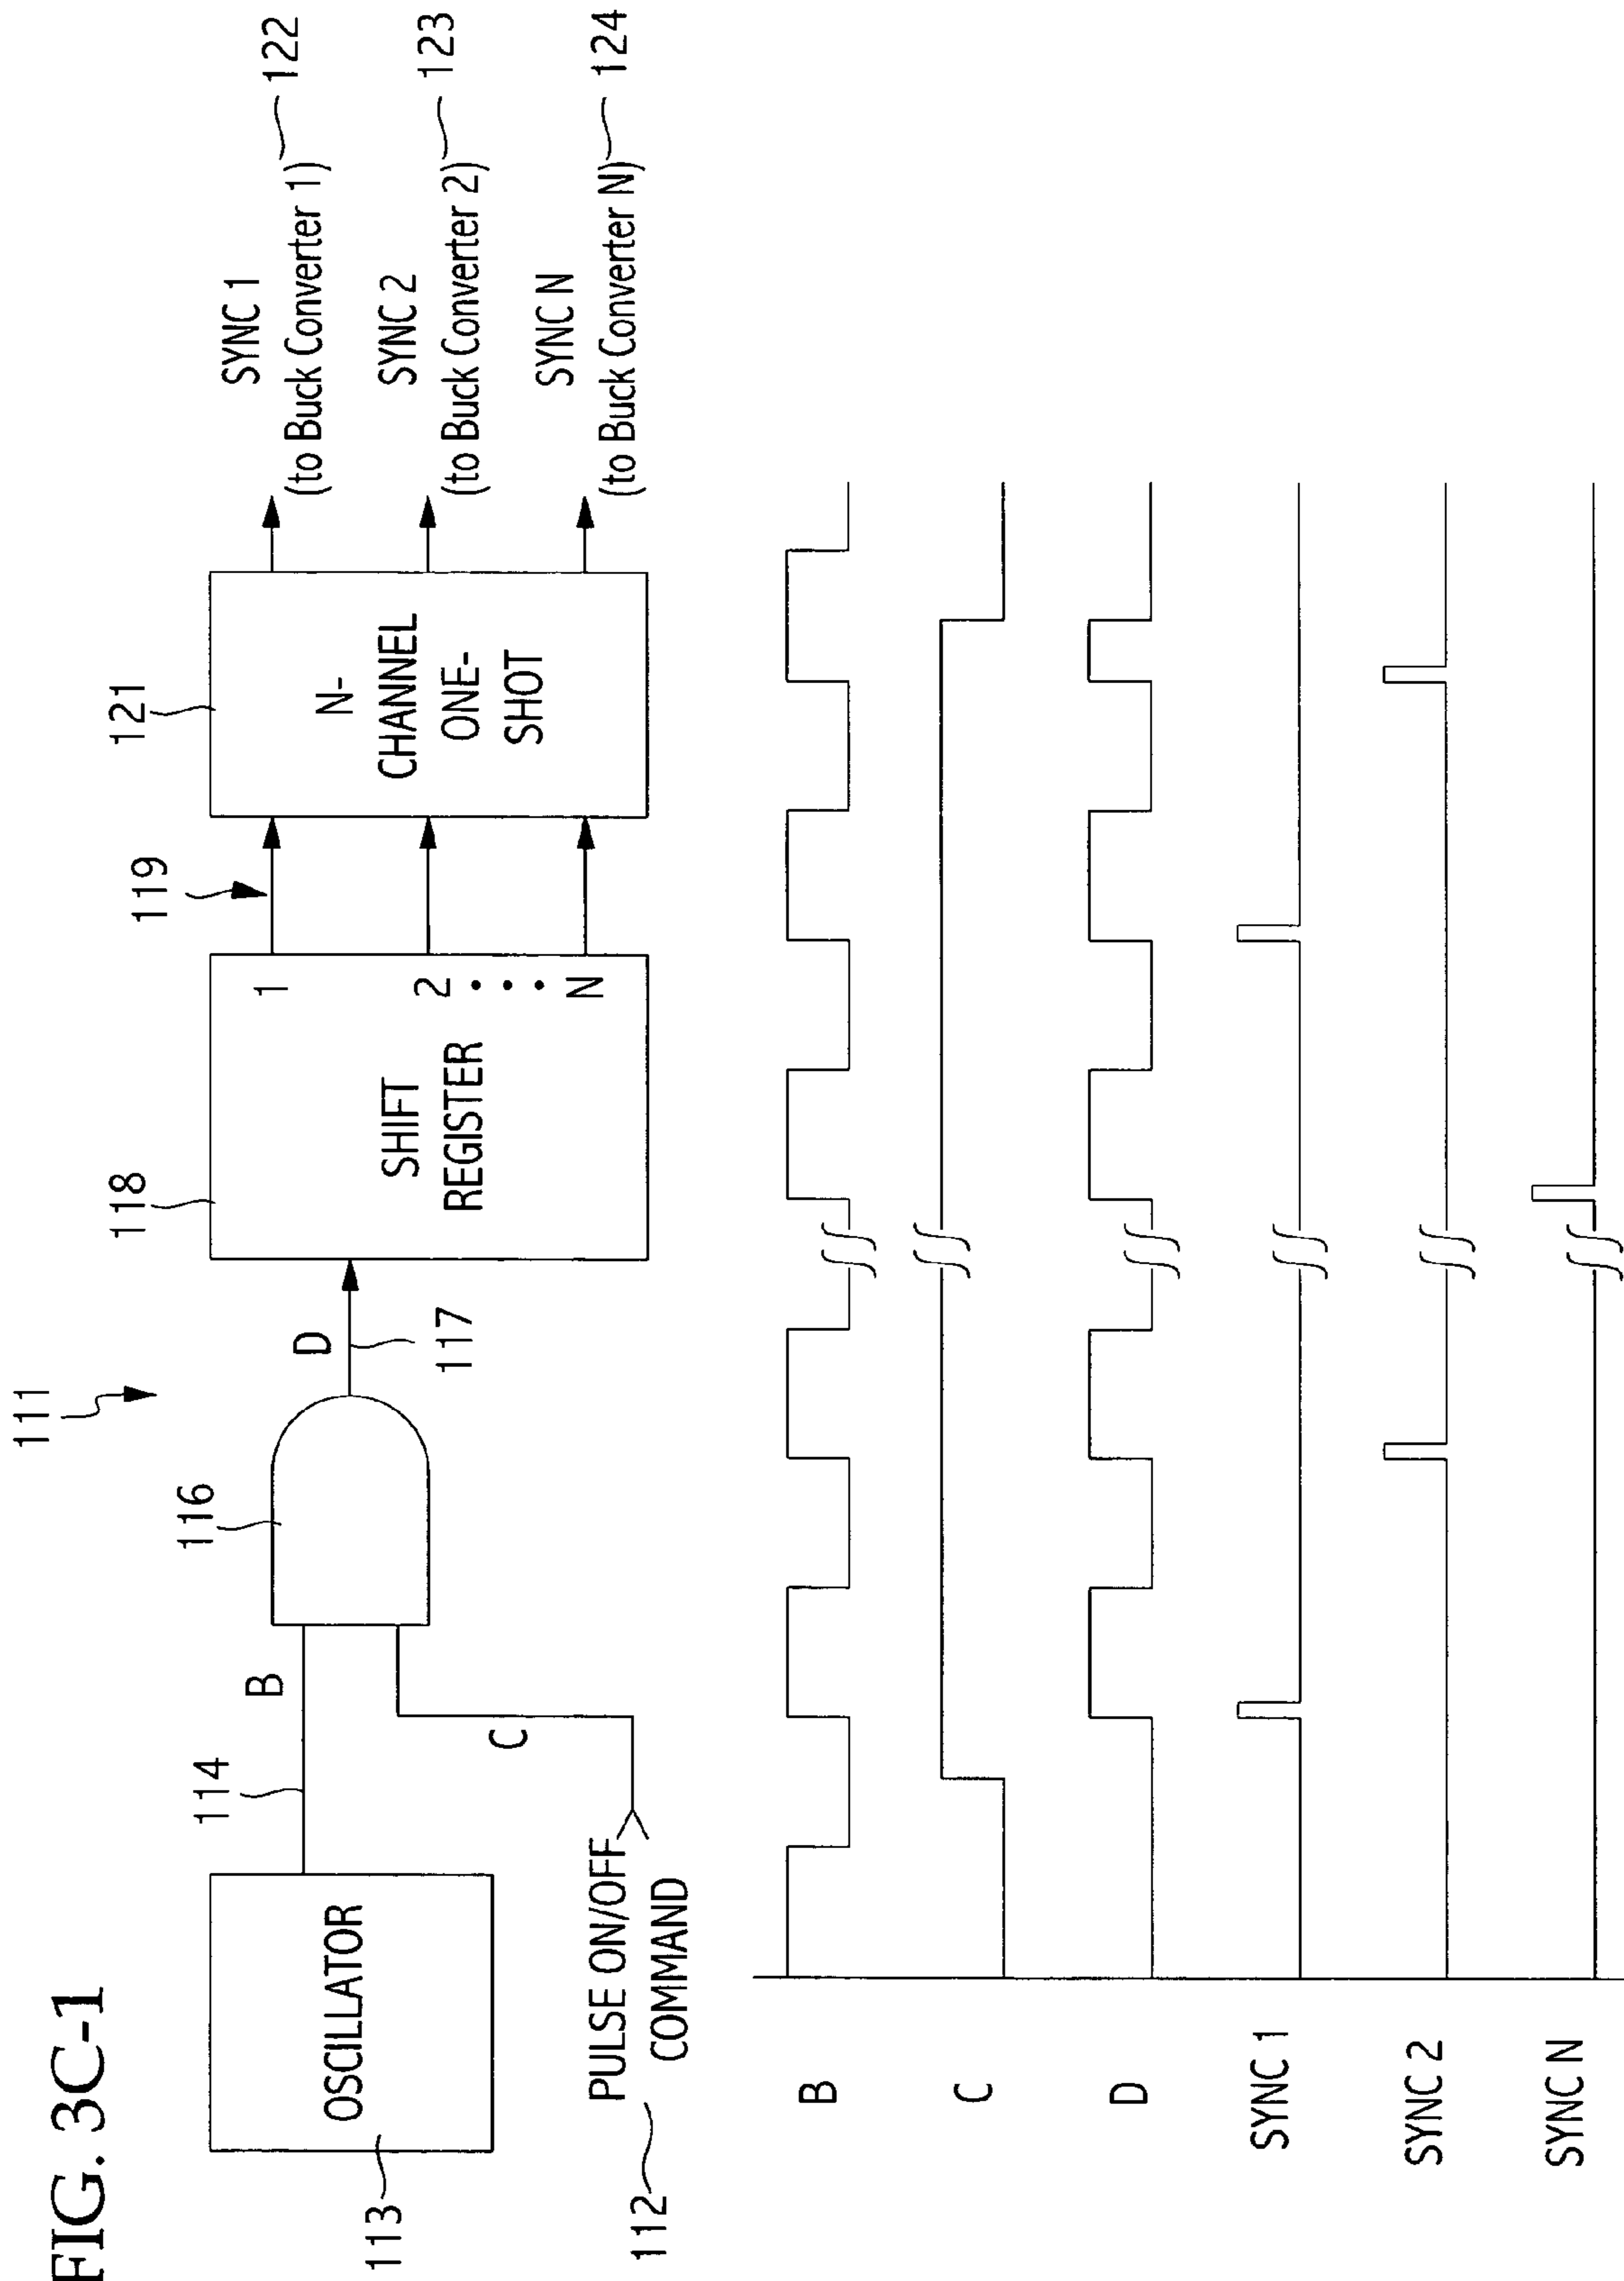 FIG. 3C-1
111
113
OSCILLATOR
114
B
112
PULSE ON/OFF
COMMAND
C
116
D
117
118
SHIFT
REGISTER
1
2
N
119
121
N-
CHANNEL
ONE-
SHOT
SYNC 1
(to Buck Converter 1)
122
SYNC 2
(to Buck Converter 2)
123
SYNC N
(to Buck Converter N)
124
B
C
D
SYNC 1
SYNC 2
SYNC N